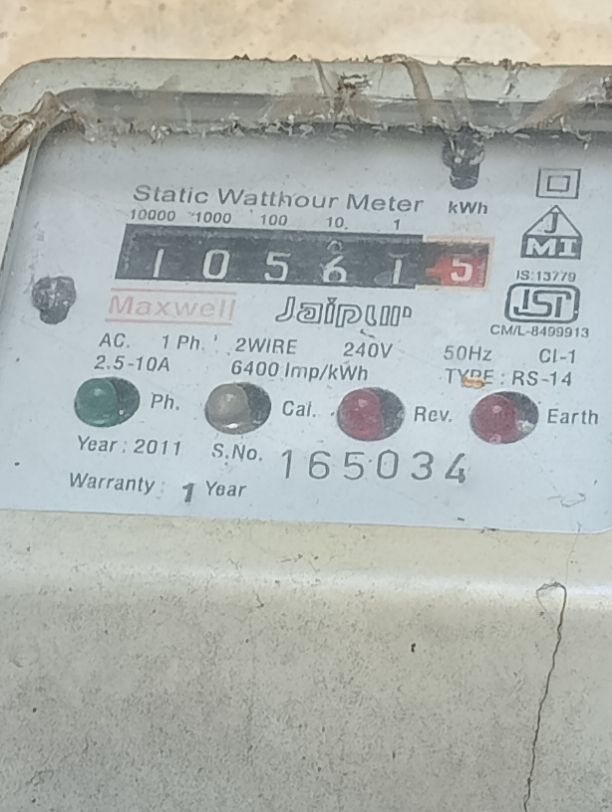 Static Watthour Meter kWh
10000 1000 100 10 1
1 0 5 6 1 5
J
MI
IS:13779
ISI
CM/L-8499913
Maxwell Jaipur
AC. 1 Ph. 2WIRE 240V 50Hz Cl-1
2.5-10A 6400 Imp/kWh TYPE : RS-14
Ph. Cal. Rev. Earth
Year : 2011 S.No. 165034
Warranty : 1 Year